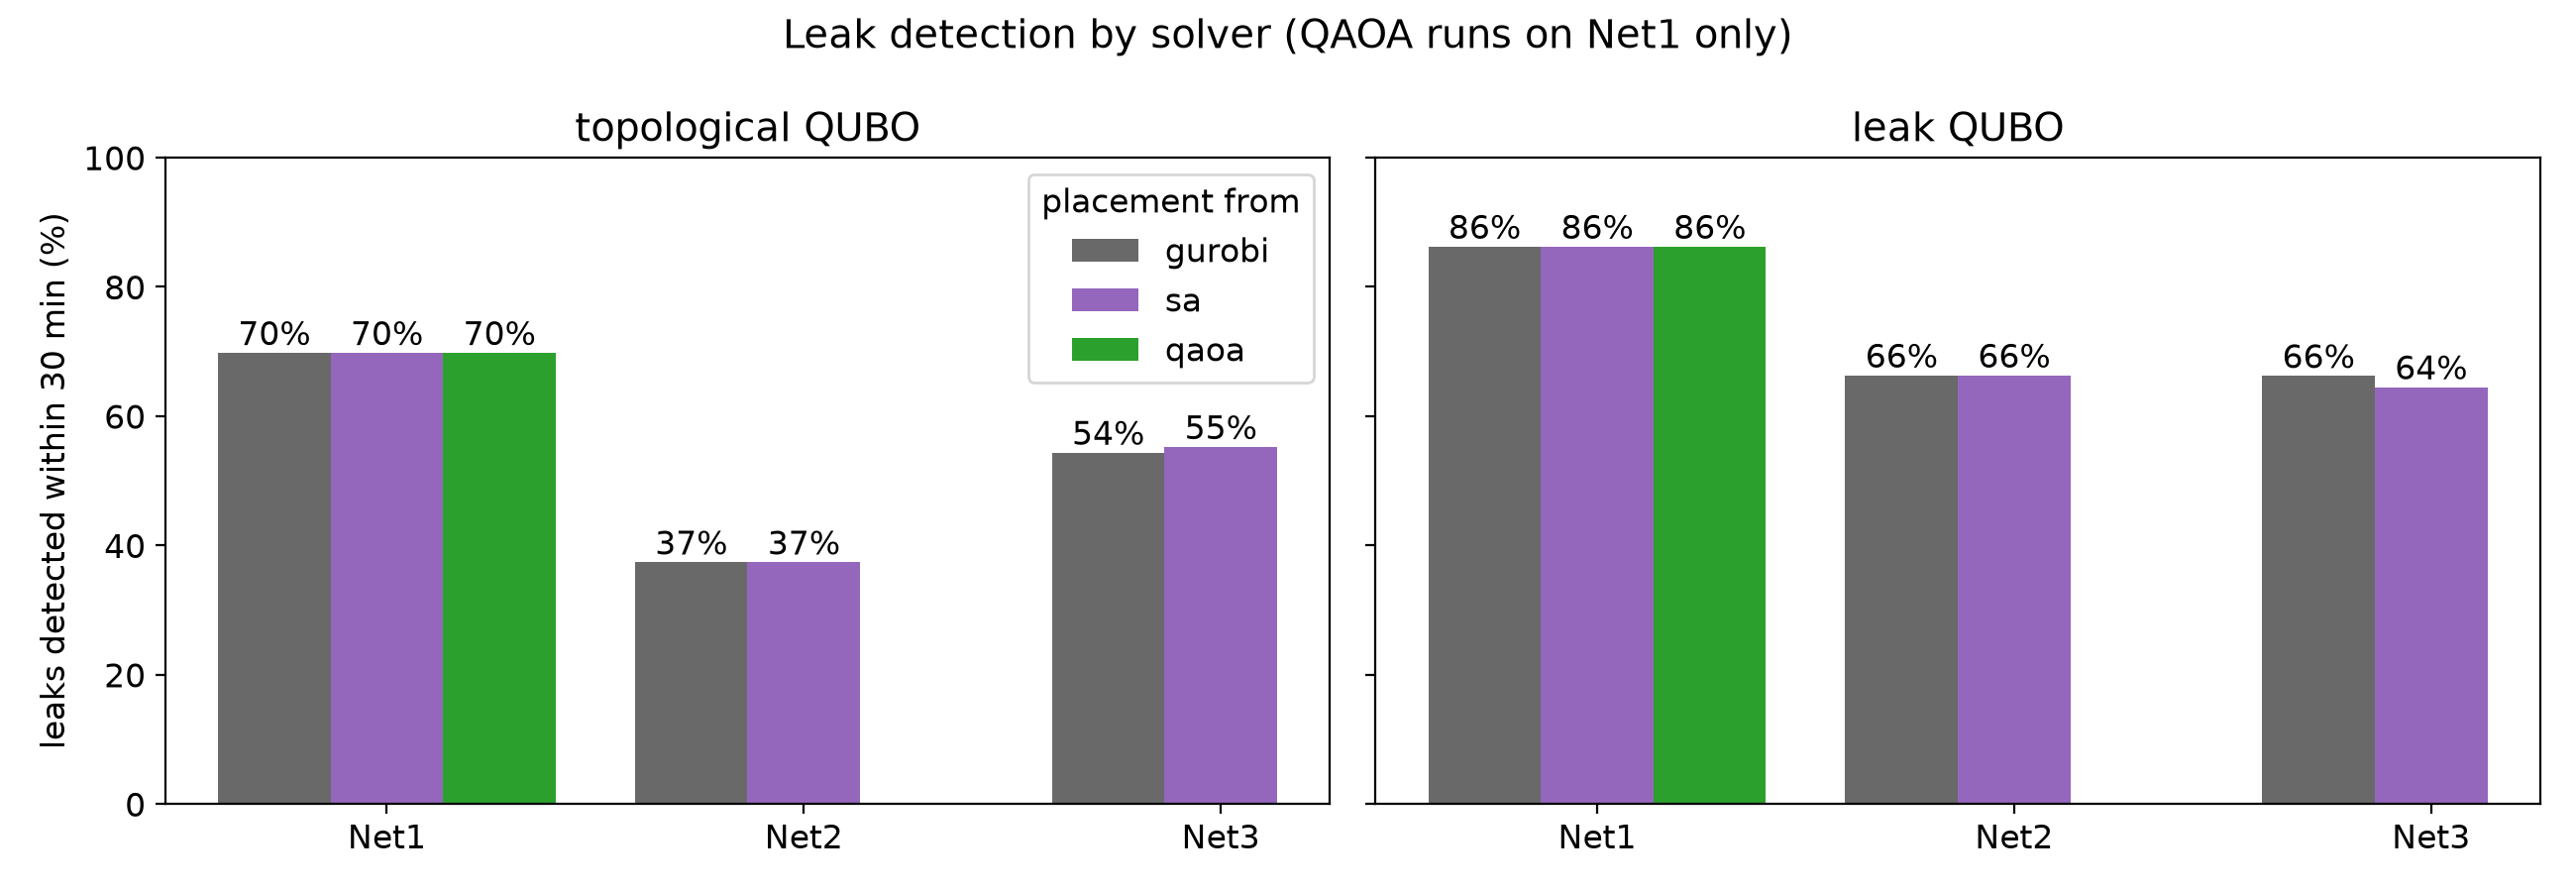 Leak detection by solver (QAOA runs on Net1 only)
topological QUBO
leaks detected within 30 min (%)
100
80
60
40
20
0
placement from
gurobi
sa
qaoa
70% 70% 70%
37% 37%
54% 55%
Net1 Net2 Net3
leak QUBO
86% 86% 86%
66% 66%
66% 64%
Net1 Net2 Net3